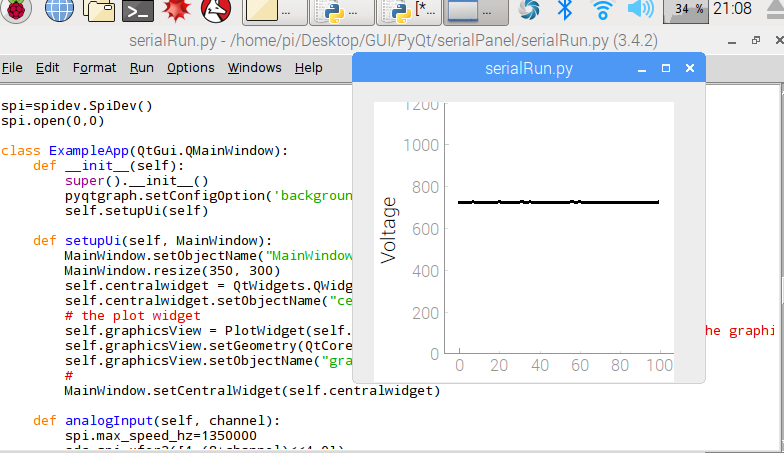 ... ... [*... ... 34 % 21:08
serialRun.py - /home/pi/Desktop/GUI/PyQt/serialPanel/serialRun.py (3.4.2)
File Edit Format Run Options Windows Help
spi=spidev.SpiDev()
spi.open(0,0)
class ExampleApp(QtGui.QMainWindow):
def __init__(self):
super().__init__()
pyqtgraph.setConfigOption('backgroun
self.setupUi(self)
def setupUi(self, MainWindow):
MainWindow.setObjectName("MainWindow
MainWindow.resize(350, 300)
self.centralwidget = QtWidgets.QWidg
self.centralwidget.setObjectName("ce
# the plot widget
self.graphicsView = PlotWidget(self. he graphi
self.graphicsView.setGeometry(QtCore
self.graphicsView.setObjectName("gra
#
MainWindow.setCentralWidget(self.centralwidget)
def analogInput(self, channel):
spi.max_speed_hz=1350000
serialRun.py
1200
1000
800
600
400
200
0
Voltage
0 20 40 60 80 100